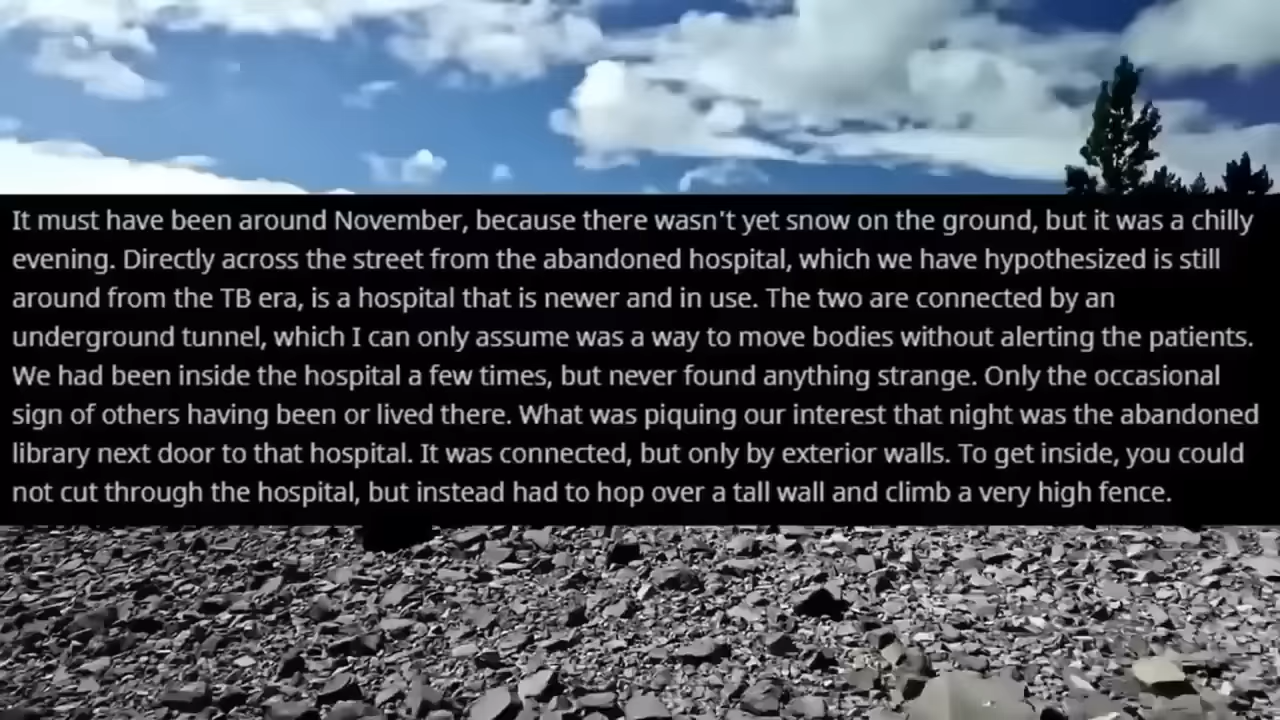 It must have been around November, because there wasn't yet snow on the ground, but it was a chilly
evening. Directly across the street from the abandoned hospital, which we have hypothesized is still
around from the TB era, is a hospital that is newer and in use. The two are connected by an
underground tunnel, which I can only assume was a way to move bodies without alerting the patients.
We had been inside the hospital a few times, but never found anything strange. Only the occasional
sign of others having been or lived there. What was piquing our interest that night was the abandoned
library next door to that hospital. It was connected, but only by exterior walls. To get inside, you could
not cut through the hospital, but instead had to hop over a tall wall and climb a very high fence.